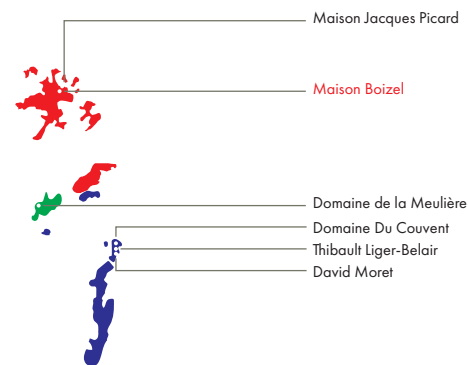 Maison Jacques Picard
Maison Boizel
Domaine de la Meulière
Domaine Du Couvent
Thibault Liger-Belair
David Moret